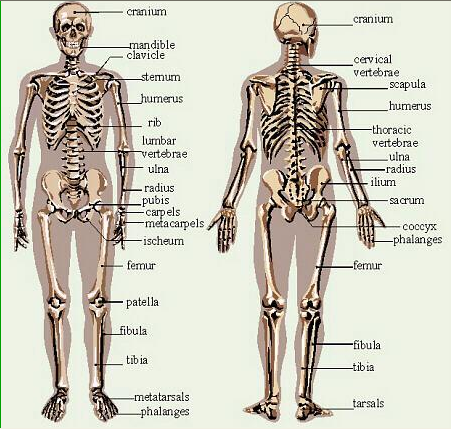 cranium
mandible
clavicle
sternum
humerus
rib
lumbar
vertebrae
ulna
radius
pubis
carpels
metacarpels
ischeum
femur
patella
fibula
tibia
metatarsals
phalanges
cranium
cervical
vertebrae
scapula
humerus
thoracic
vertebrae
ulna
radius
ilium
sacrum
coccyx
phalanges
femur
fibula
tibia
tarsals